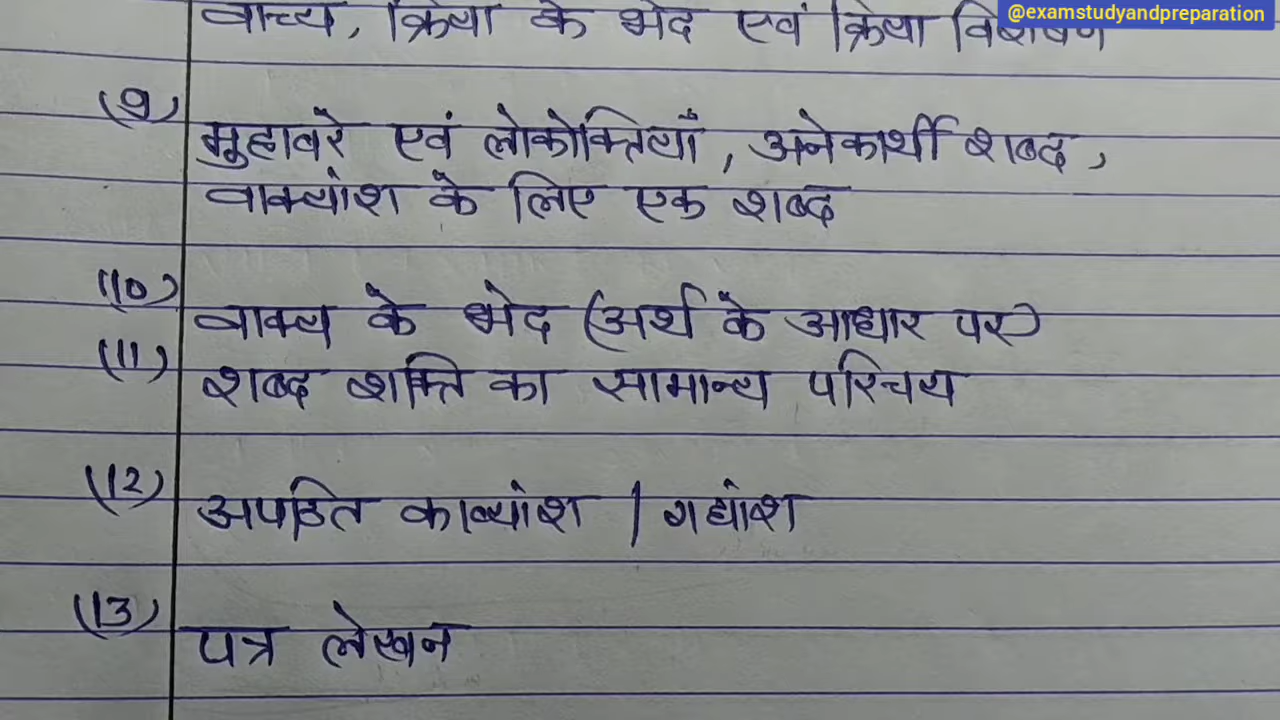 @examstudyandpreparation
वाच्य, क्रिया के भेद एवं क्रिया विशेषण
(9) मुहावरे एवं लोकोक्तियाँ, अनेकार्थी शब्द,
वाक्यांश के लिए एक शब्द
(10) वाक्य के भेद (अर्थ के आधार पर)
(11) शब्द शक्ति का सामान्य परिचय
(12) अपठित काव्यांश / गद्यांश
(13) पत्र लेखन